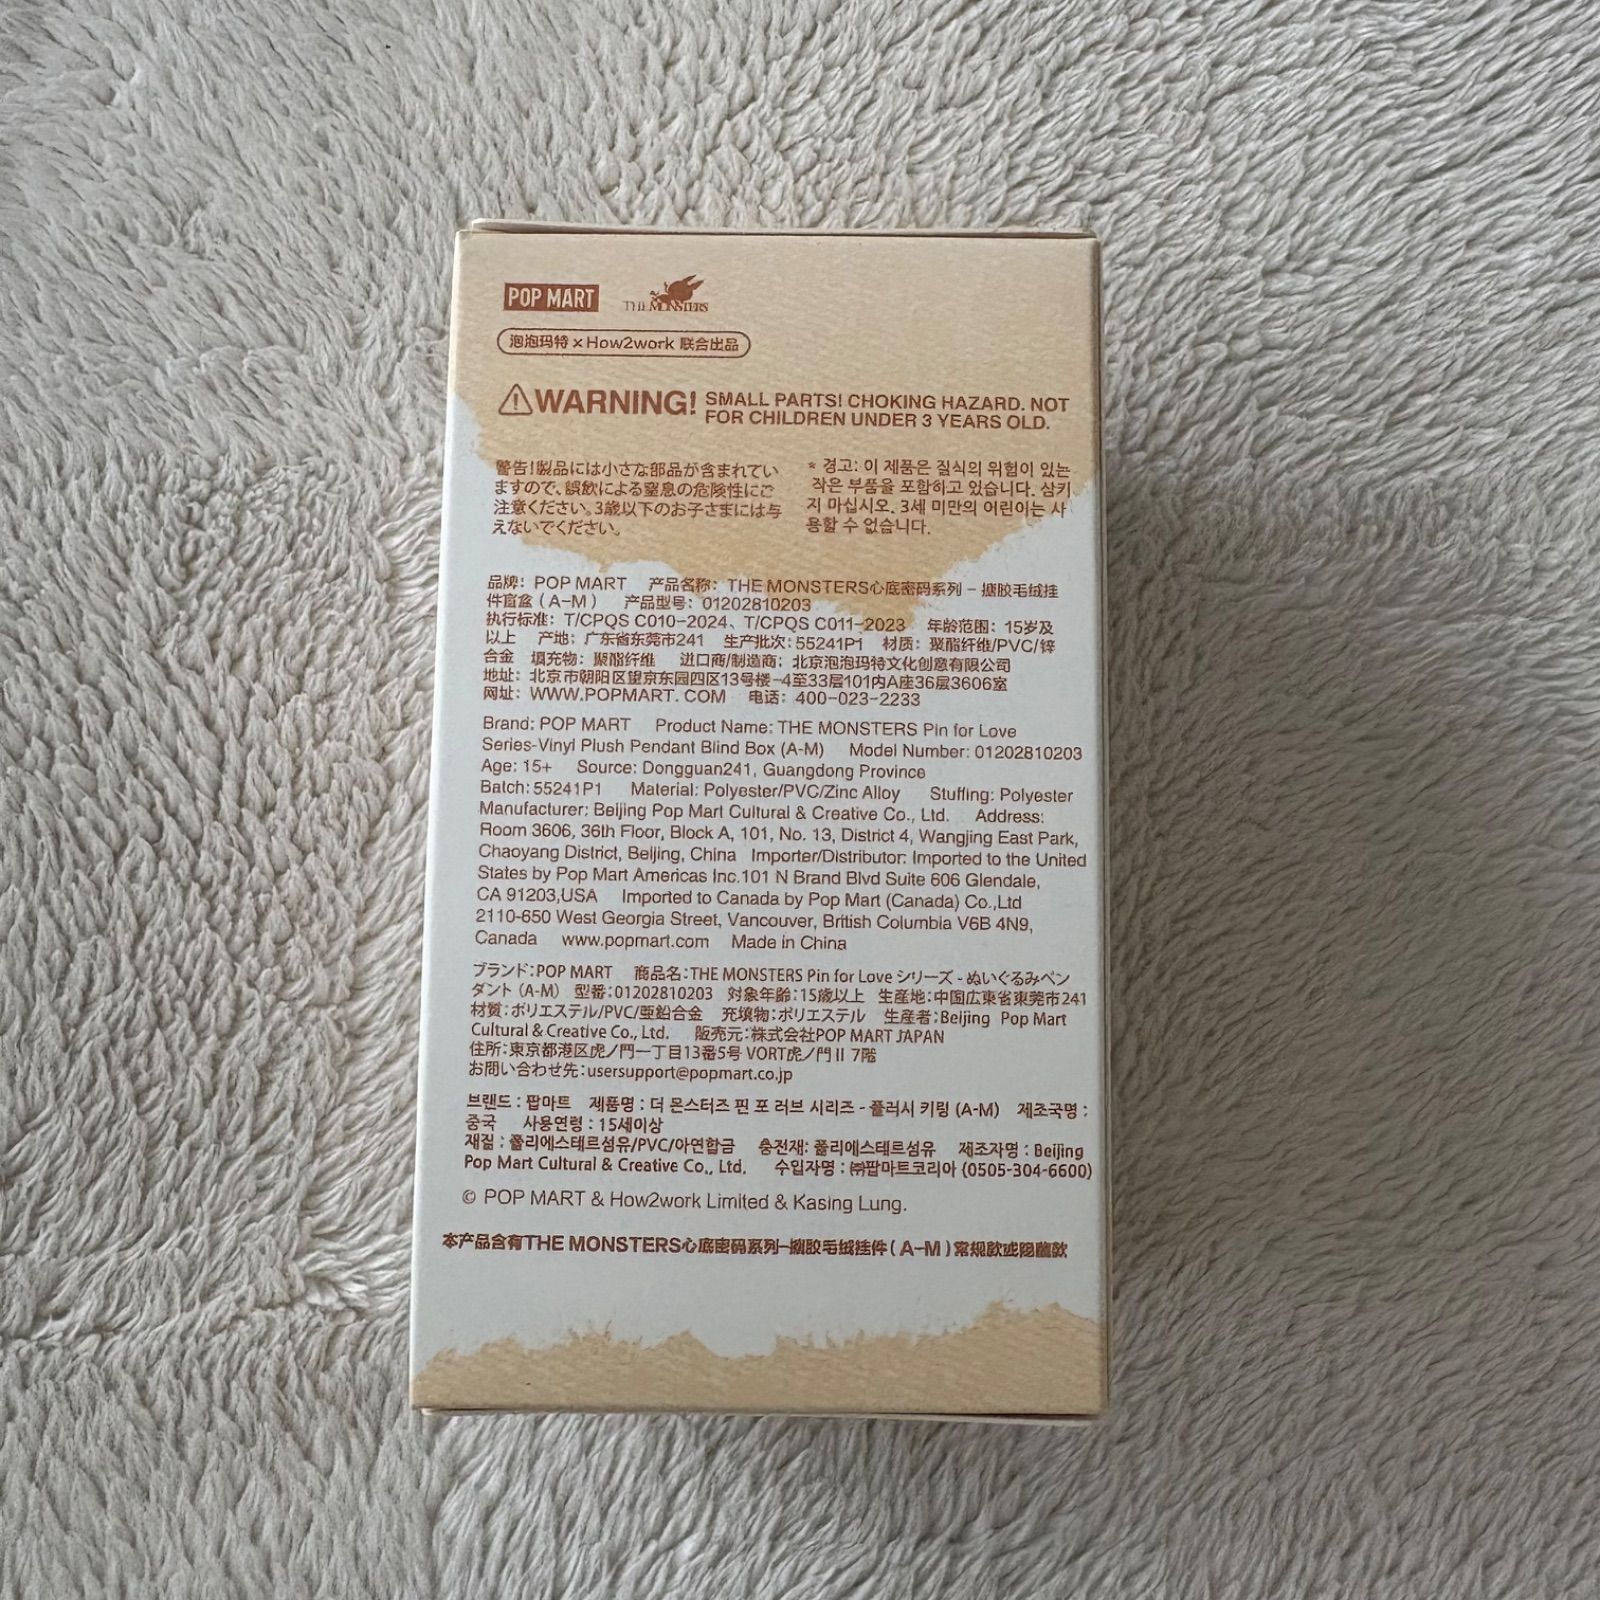 POP MART
THE MONSTERS
泡泡玛特 × How2work 联合出品
WARNING! SMALL PARTS! CHOKING HAZARD. NOT
FOR CHILDREN UNDER 3 YEARS OLD.
警告!製品には小さな部品が含まれてい
ますので、誤飲による窒息の危険性にご
注意ください。3歳以下のお子さまには与
えないでください。
* 경고: 이 제품은 질식의 위험이 있는
작은 부품을 포함하고 있습니다. 삼키
지 마십시오. 3세 미만의 어린이는 사
용할 수 없습니다.
品牌: POP MART 产品名称: THE MONSTERS心底密码系列 - 搪胶毛绒挂
件盲盒 ( A-M ) 产品型号: 01202810203
执行标准: T/CPQS C010-2024、T/CPQS C011-2023 年龄范围: 15岁及
以上 产地: 广东省东莞市241 生产批次: 55241P1 材质: 聚酯纤维/PVC/锌
合金 填充物: 聚酯纤维 进口商/制造商: 北京泡泡玛特文化创意有限公司
地址: 北京市朝阳区望京东园四区13号楼-4至33层101内A座36层3606室
网址: WWW.POPMART.COM 电话: 400-023-2233
Brand: POP MART Product Name: THE MONSTERS Pin for Love
Series-Vinyl Plush Pendant Blind Box (A-M) Model Number: 01202810203
Age: 15+ Source: Dongguan241, Guangdong Province
Batch: 55241P1 Material: Polyester/PVC/Zinc Alloy Stuffing: Polyester
Manufacturer: Beijing Pop Mart Cultural & Creative Co., Ltd. Address:
Room 3606, 36th Floor, Block A, 101, No. 13, District 4, Wangjing East Park,
Chaoyang District, Beijing, China Importer/Distributor: Imported to the United
States by Pop Mart Americas Inc.101 N Brand Blvd Suite 606 Glendale,
CA 91203,USA Imported to Canada by Pop Mart (Canada) Co.,Ltd
2110-650 West Georgia Street, Vancouver, British Columbia V6B 4N9,
Canada www.popmart.com Made in China
ブランド:POP MART 商品名:THE MONSTERS Pin for Love シリーズ - ぬいぐるみペン
ダント (A-M) 型番:01202810203 対象年齢:15歳以上 生産地:中国広東省東莞市241
材質:ポリエステル/PVC/亜鉛合金 充填物:ポリエステル 生産者:Beijing Pop Mart
Cultural & Creative Co., Ltd. 販売元:株式会社POP MART JAPAN
住所:東京都港区虎ノ門一丁目13番5号 VORT虎ノ門 II 7階
お問い合わせ先:usersupport@popmart.co.jp
브랜드 : 팝마트 제품명 : 더 몬스터즈 핀 포 러브 시리즈 - 플러시 키링 (A-M) 제조국명 :
중국 사용연령 : 15세이상
재질 : 폴리에스테르섬유/PVC/아연합금 충전재: 폴리에스테르섬유 제조자명 : Beijing
Pop Mart Cultural & Creative Co., Ltd. 수입자명 : ㈜팝마트코리아 (0505-304-6600)
© POP MART & How2work Limited & Kasing Lung.
本产品含有THE MONSTERS心底密码系列-搪胶毛绒挂件 ( A-M ) 常规款或隐藏款